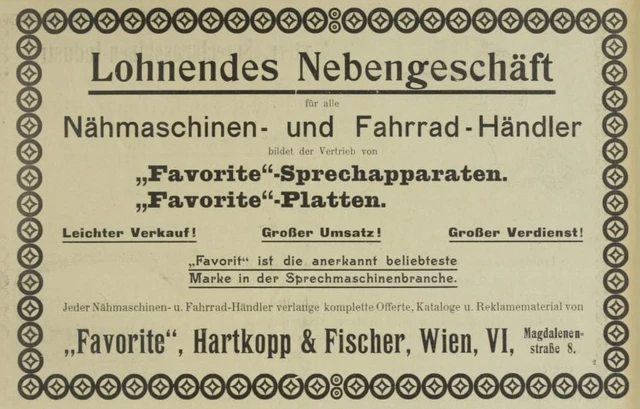 Lohnendes Nebengeschäft
für alle
Nähmaschinen- und Fahrrad-Händler
bildet der Vertrieb von
„Favorite“-Sprechapparaten.
„Favorite“-Platten.
Leichter Verkauf! Großer Umsatz! Großer Verdienst!
„Favorit“ ist die anerkannt beliebteste
Marke in der Sprechmaschinenbranche.
Jeder Nähmaschinen- u. Fahrrad-Händler verlange komplette Offerte, Kataloge u. Reklamematerial von
„Favorite“, Hartkopp & Fischer, Wien, VI, Magdalenen-
straße 8.
2